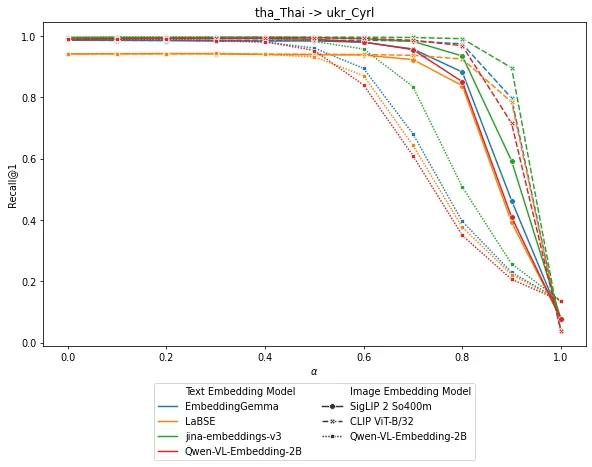 tha_Thai -> ukr_Cyrl
1.0
0.8
0.6
0.4
0.2
0.0
Recall@1
0.0 0.2 0.4 0.6 0.8 1.0
α
Text Embedding Model Image Embedding Model
EmbeddingGemma SigLIP 2 So400m
LaBSE CLIP ViT-B/32
jina-embeddings-v3 Qwen-VL-Embedding-2B
Qwen-VL-Embedding-2B